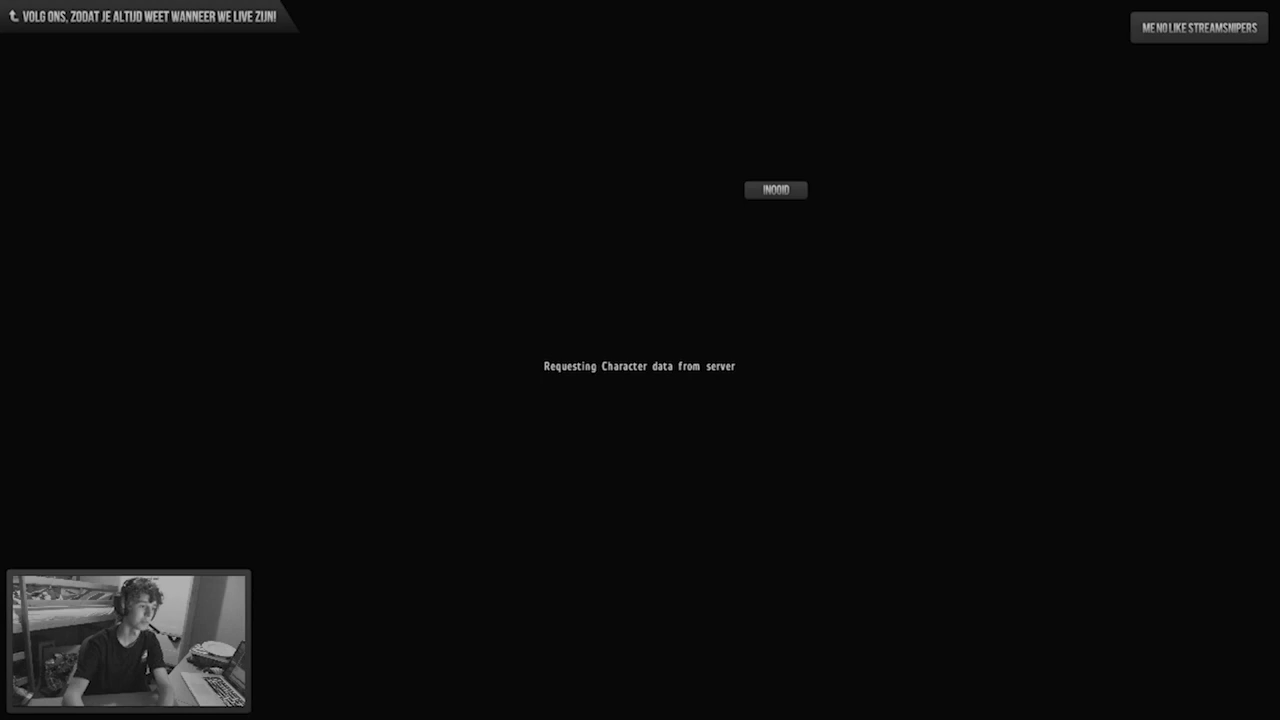 VOLG ONS, ZODAT JE ALTIJD WEET WANNEER WE LIVE ZIJN!
ME NO LIKE STREAMSNIPERS
INOOID
Requesting Character data from server